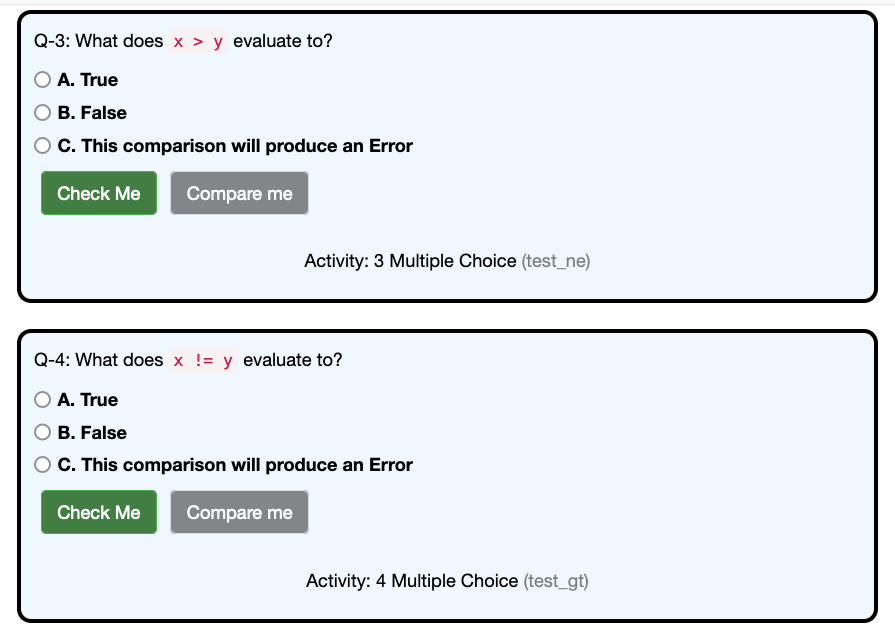 Q-3: What does x > y evaluate to?
A. True
B. False
C. This comparison will produce an Error
Check Me Compare me
Activity: 3 Multiple Choice (test_ne)
Q-4: What does x != y evaluate to?
A. True
B. False
C. This comparison will produce an Error
Check Me Compare me
Activity: 4 Multiple Choice (test_gt)